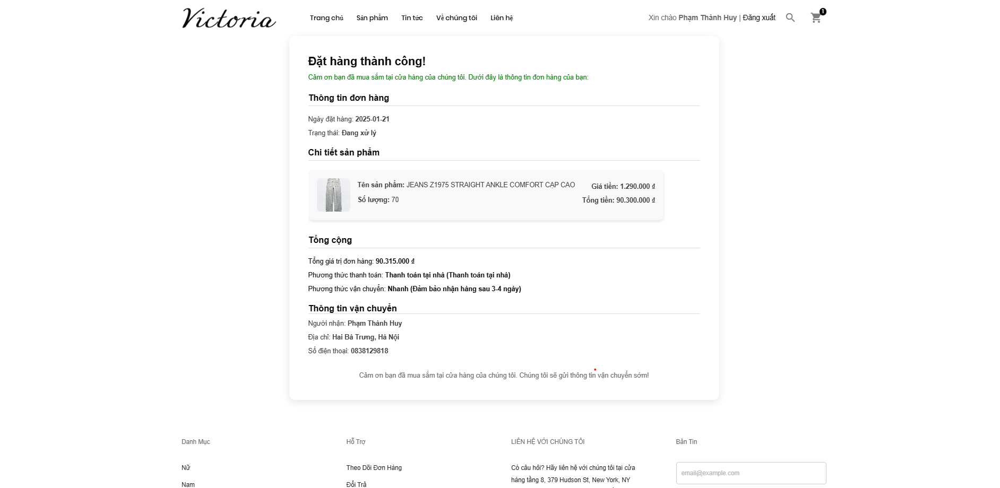 Victoria
Trang chủ Sản phẩm Tin tức Về chúng tôi Liên hệ
Xin chào Phạm Thành Huy | Đăng xuất
1
Đặt hàng thành công!
Cảm ơn bạn đã mua sắm tại cửa hàng của chúng tôi. Dưới đây là thông tin đơn hàng của bạn:
Thông tin đơn hàng
Ngày đặt hàng: 2025-01-21
Trạng thái: Đang xử lý
Chi tiết sản phẩm
Tên sản phẩm: JEANS Z1975 STRAIGHT ANKLE COMFORT CẠP CAO
Số lượng: 70
Giá tiền: 1.290.000 ₫
Tổng tiền: 90.300.000 ₫
Tổng cộng
Tổng giá trị đơn hàng: 90.315.000 ₫
Phương thức thanh toán: Thanh toán tại nhà (Thanh toán tại nhà)
Phương thức vận chuyển: Nhanh (Đảm bảo nhận hàng sau 3-4 ngày)
Thông tin vận chuyển
Người nhận: Phạm Thành Huy
Địa chỉ: Hai Bà Trưng, Hà Nội
Số điện thoại: 0838129818
Cảm ơn bạn đã mua sắm tại cửa hàng của chúng tôi. Chúng tôi sẽ gửi thông tin vận chuyển sớm!
Danh Mục
Nữ
Nam
Hỗ Trợ
Theo Dõi Đơn Hàng
Đổi Trả
LIÊN HỆ VỚI CHÚNG TÔI
Có câu hỏi? Hãy liên hệ với chúng tôi tại cửa
hàng tầng 8, 379 Hudson St, New York, NY
Bản Tin
email@example.com